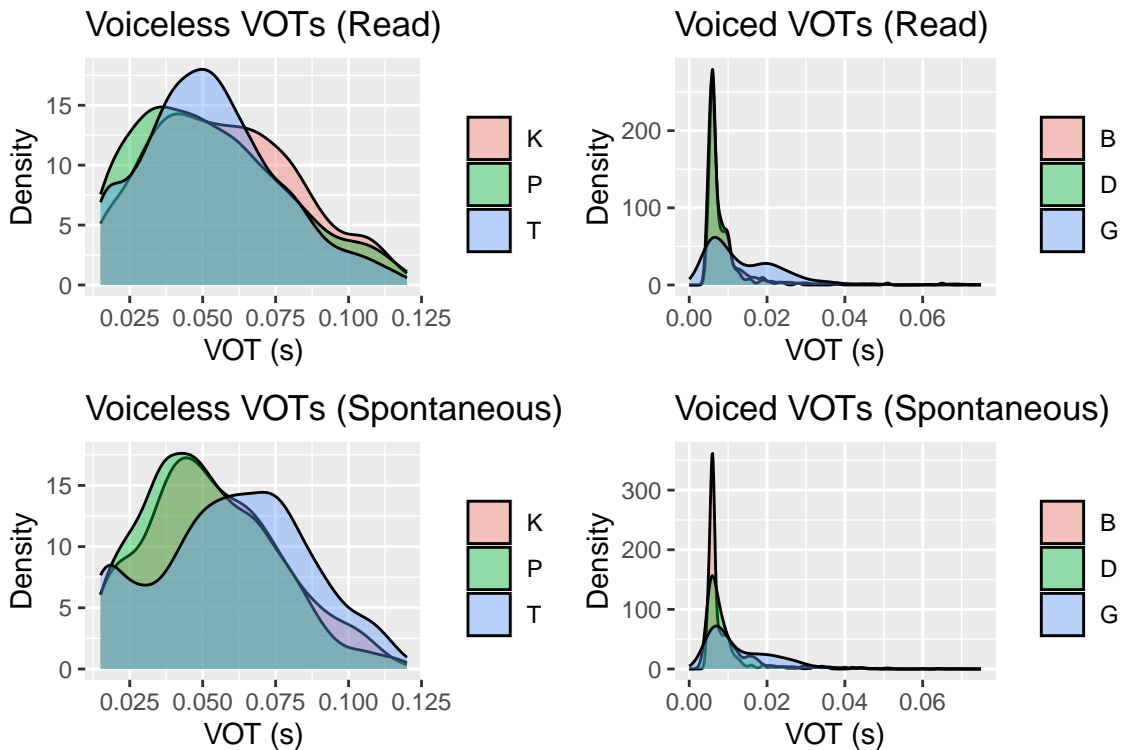 Voiceless VOTs (Read)
Density
15
10
5
0
0.025 0.050 0.075 0.100 0.125
VOT (s)
K
P
T
Voiced VOTs (Read)
Density
200
100
0
0.00 0.02 0.04 0.06
VOT (s)
B
D
G
Voiceless VOTs (Spontaneous)
Density
15
10
5
0
0.025 0.050 0.075 0.100 0.125
VOT (s)
K
P
T
Voiced VOTs (Spontaneous)
Density
300
200
100
0
0.00 0.02 0.04 0.06
VOT (s)
B
D
G